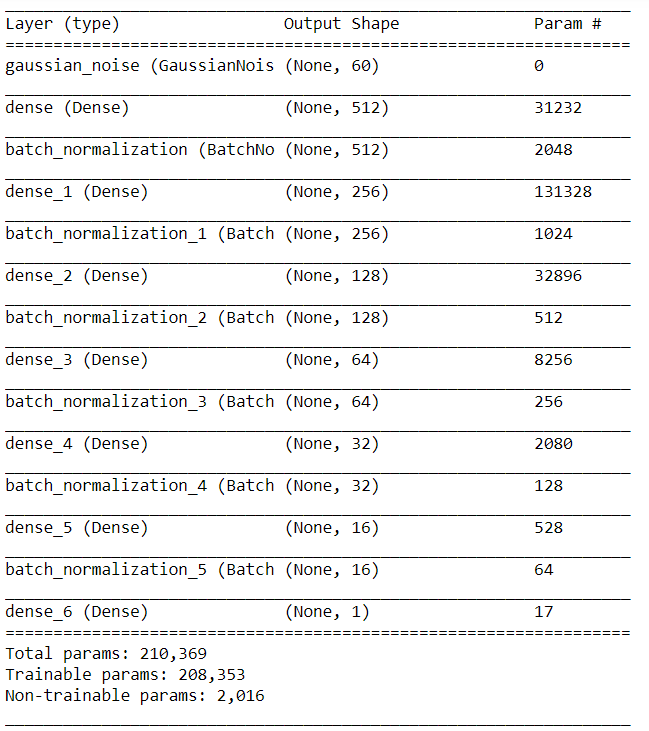 Layer (type) Output Shape Param #
=================================================================
gaussian_noise (GaussianNois (None, 60) 0
_________________________________________________________________
dense (Dense) (None, 512) 31232
_________________________________________________________________
batch_normalization (BatchNo (None, 512) 2048
_________________________________________________________________
dense_1 (Dense) (None, 256) 131328
_________________________________________________________________
batch_normalization_1 (Batch (None, 256) 1024
_________________________________________________________________
dense_2 (Dense) (None, 128) 32896
_________________________________________________________________
batch_normalization_2 (Batch (None, 128) 512
_________________________________________________________________
dense_3 (Dense) (None, 64) 8256
_________________________________________________________________
batch_normalization_3 (Batch (None, 64) 256
_________________________________________________________________
dense_4 (Dense) (None, 32) 2080
_________________________________________________________________
batch_normalization_4 (Batch (None, 32) 128
_________________________________________________________________
dense_5 (Dense) (None, 16) 528
_________________________________________________________________
batch_normalization_5 (Batch (None, 16) 64
_________________________________________________________________
dense_6 (Dense) (None, 1) 17
=================================================================
Total params: 210,369
Trainable params: 208,353
Non-trainable params: 2,016
_________________________________________________________________